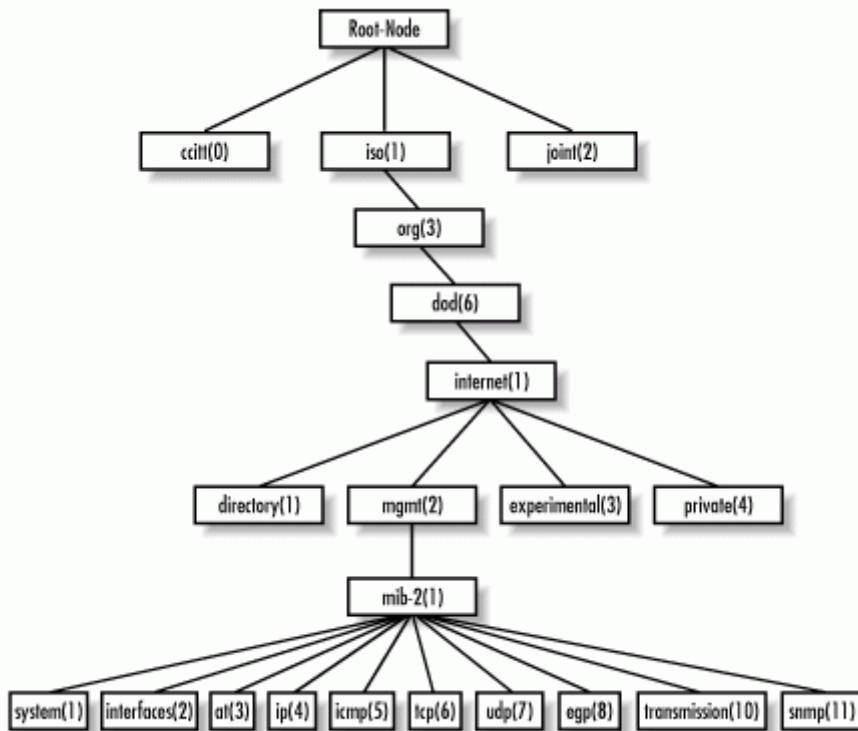 Root-Node
ccitt(0)
iso(1)
joint(2)
org(3)
dod(6)
internet(1)
directory(1)
mgmt(2)
experimental(3)
private(4)
mib-2(1)
system(1)
interfaces(2)
at(3)
ip(4)
icmp(5)
tcp(6)
udp(7)
egp(8)
transmission(10)
snmp(11)